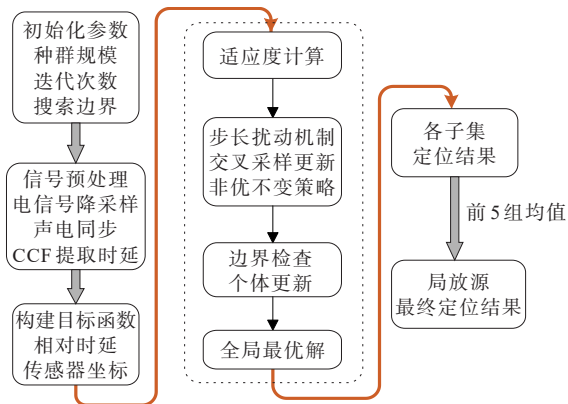 初始化参数
种群规模
迭代次数
搜索边界
信号预处理
电信号降采样
声电同步
CCF提取时延
构建目标函数
相对时延
传感器坐标
适应度计算
步长扰动机制
交叉采样更新
非优不变策略
边界检查
个体更新
全局最优解
各子集
定位结果
前5组均值
局放源
最终定位结果